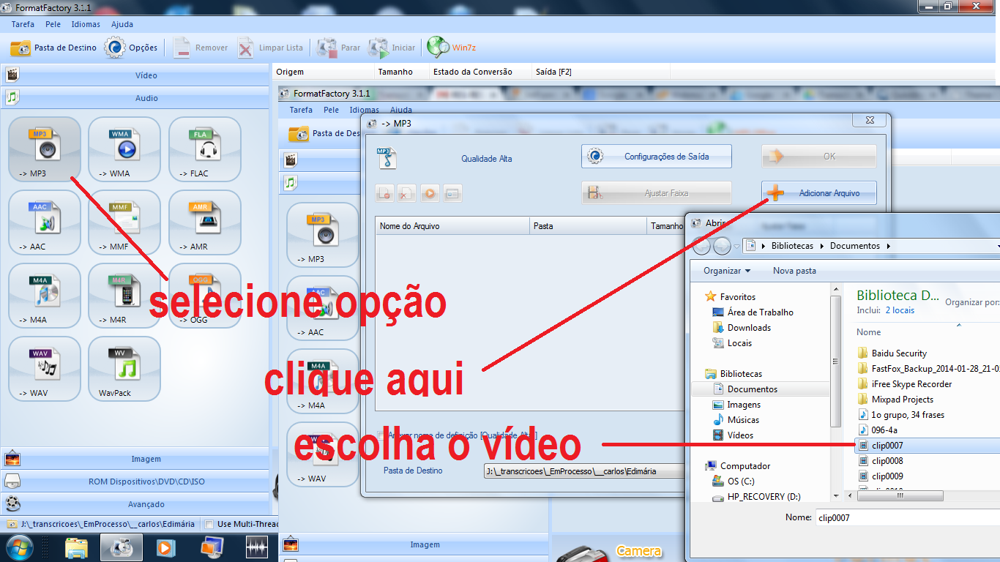 FormatFactory 3.1.1
Tarefa Pele Idiomas Ajuda
Pasta de Destino Opções Remover Limpar Lista Parar Iniciar Win7z
Vídeo
Audio
MP3 WMA FLA
-> MP3 -> WMA -> FLAC
AAC MMF AMR
-> AAC -> MMF -> AMR
M4A M4R OGG
-> M4A -> M4R -> OGG
WAV WV
-> WAV WavPack
Imagem
ROM Dispositivos\DVD\CD\ISO
Avançado
J:\_transcricoes\_EmProcesso\__carlos\Edimária Use Multi-Threa
Origem Tamanho Estado da Conversão Saída [F2]
FormatFactory 3.1.1
Tarefa Pele Idiomas Ajuda
Pasta de Des
MP3
-> MP3
AAC
-> AAC
M4A
-> M4A
-> WAV
Imagem
Camera
-> MP3
MP3 Qualidade Alta Configurações de Saída OK
Ajustar Faixa Adicionar Arquivo
Nome do Arquivo Pasta Tamanho
Anexar nome de definição [Qualidade Alta]
Pasta de Destino J:\_transcricoes\_EmProcesso\__carlos\Edimária
selecione opção
clique aqui
escolha o vídeo
Abrir
Bibliotecas Documentos
Organizar Nova pasta
Favoritos
Área de Trabalho
Downloads
Locais
Bibliotecas
Documentos
Imagens
Músicas
Vídeos
Computador
OS (C:)
HP_RECOVERY (D:)
Biblioteca D...
Organizar por:
Inclui: 2 locais
Nome
Baidu Security
FastFox_Backup_2014-01-28_21-0
iFree Skype Recorder
Mixpad Projects
1o grupo, 34 frases
096-4a
clip0007
clip0008
clip0009
Nome: clip0007